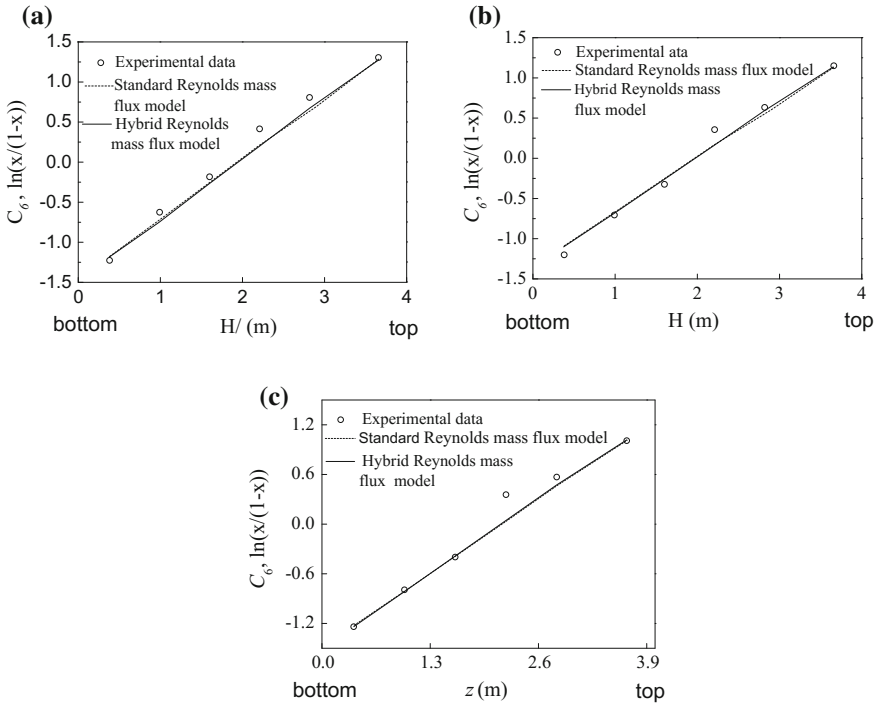 (a)
1.5
1.0
0.5
0.0
-0.5
-1.0
-1.5
C6, ln(x/(1-x))
Experimental data
Standard Reynolds mass
flux model
Hybrid Reynolds
mass flux model
0 1 2 3 4
bottom H/ (m) top
(b)
1.5
1.0
0.5
0.0
-0.5
-1.0
-1.5
C6, ln(x/(1-x))
Experimental ata
Standard Reynolds mass flux model
Hybrid Reynolds mass
flux model
0 1 2 3 4
bottom H (m) top
(c)
1.2
0.6
0.0
-0.6
-1.2
C6, ln(x/(1-x))
Experimental data
Standard Reynolds mass flux model
Hybrid Reynolds mass
flux model
0.0 1.3 2.6 3.9
bottom z (m) top